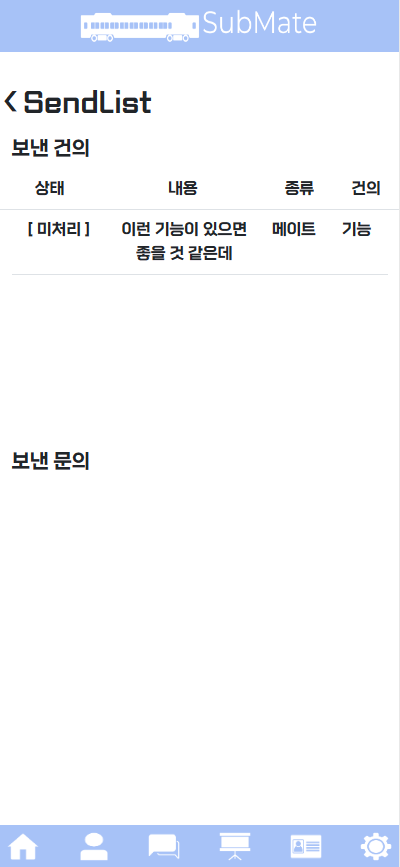 SubMate
SendList
보낸 건의
상태 내용 종류 건의
[ 미처리 ] 이런 기능이 있으면 메이트 기능
좋을 것 같은데
보낸 문의